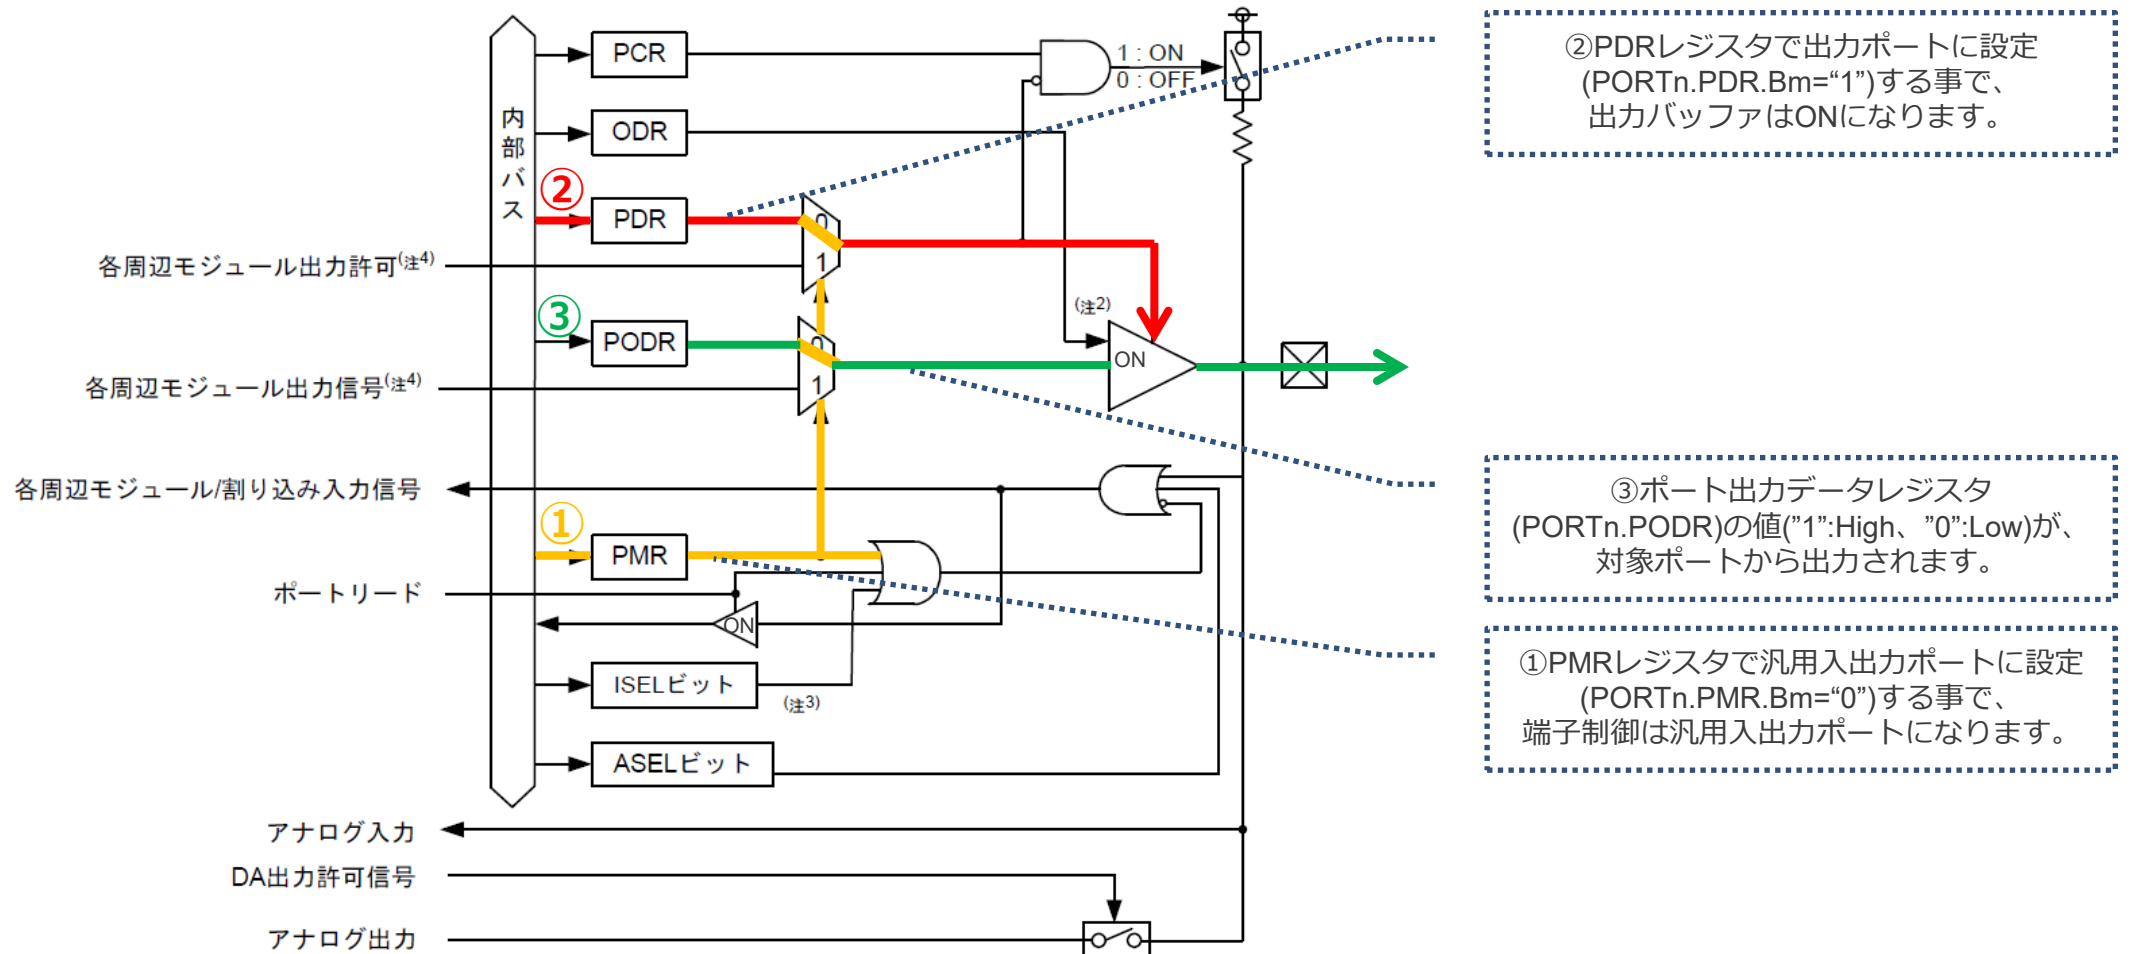 PCR
1 : ON
0 : OFF
ODR
内部バス
②
PDR
0
1
各周辺モジュール出力許可(注4)
③
PODR
0
1
(注2)
ON
各周辺モジュール出力信号(注4)
各周辺モジュール/割り込み入力信号
①
PMR
ポートリード
ON
ISELビット
(注3)
ASELビット
アナログ入力
DA出力許可信号
アナログ出力
②PDRレジスタで出力ポートに設定
(PORTn.PDR.Bm=“1”)する事で、
出力バッファはONになります。
③ポート出力データレジスタ
(PORTn.PODR)の値(”1”:High、”0”:Low)が、
対象ポートから出力されます。
①PMRレジスタで汎用入出力ポートに設定
(PORTn.PMR.Bm=“0”)する事で、
端子制御は汎用入出力ポートになります。